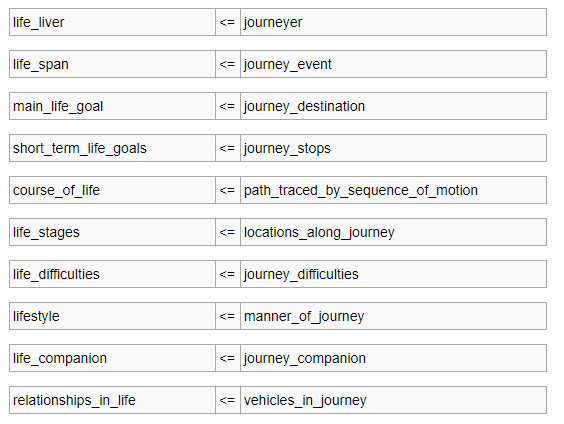 life_liver <= journeyer
life_span <= journey_event
main_life_goal <= journey_destination
short_term_life_goals <= journey_stops
course_of_life <= path_traced_by_sequence_of_motion
life_stages <= locations_along_journey
life_difficulties <= journey_difficulties
lifestyle <= manner_of_journey
life_companion <= journey_companion
relationships_in_life <= vehicles_in_journey